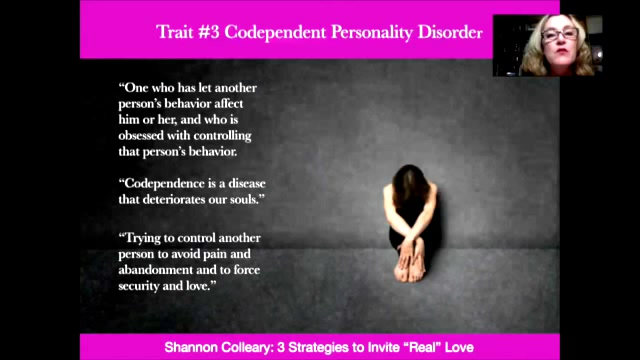 Trait #3 Codependent Personality Disorder
“One who has let another
person’s behavior affect
him or her, and who is
obsessed with controlling
that person’s behavior.
“Codependence is a disease
that deteriorates our souls.”
“Trying to control another
person to avoid pain and
abandonment and to force
security and love.”
Shannon Colleary: 3 Strategies to Invite “Real” Love